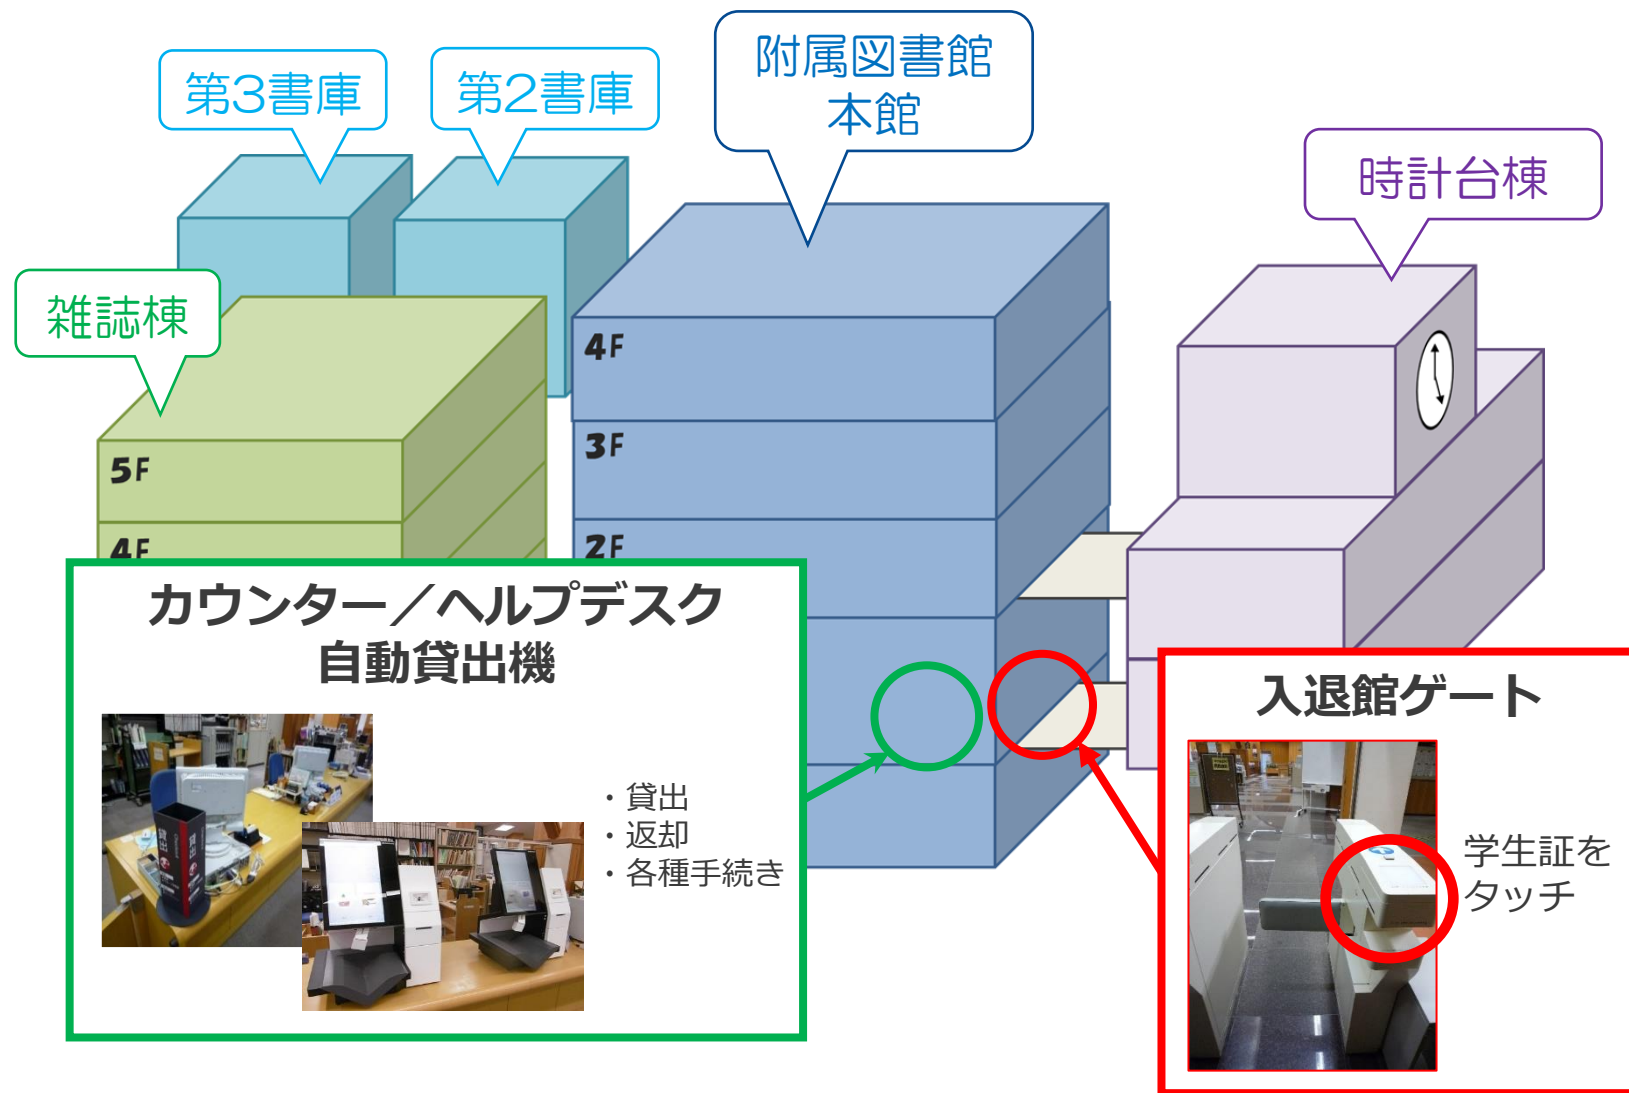 附属図書館
本館
第3書庫
第2書庫
時計台棟
雑誌棟
4F
3F
2F
5F
4F
カウンター／ヘルプデスク
自動貸出機
・貸出
・返却
・各種手続き
入退館ゲート
学生証を
タッチ